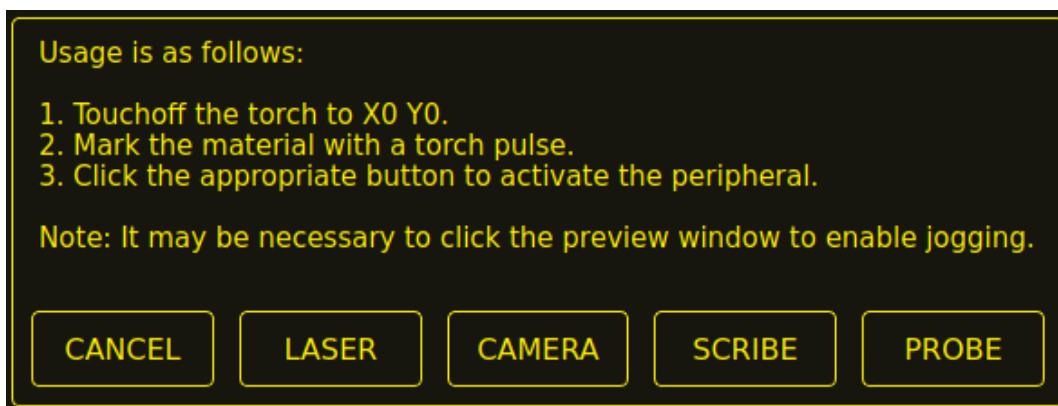 Usage is as follows:
1. Touchoff the torch to X0 Y0.
2. Mark the material with a torch pulse.
3. Click the appropriate button to activate the peripheral.
Note: It may be necessary to click the preview window to enable jogging.
CANCEL LASER CAMERA SCRIBE PROBE